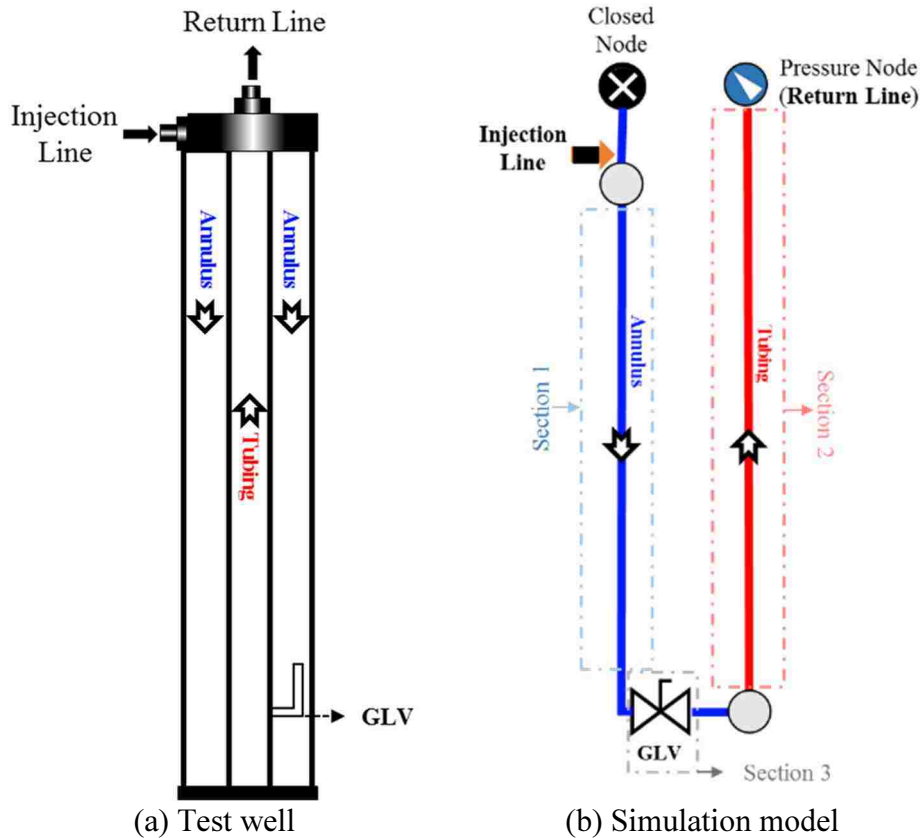 Return Line
Injection
Line
Annulus
Annulus
Tubing
GLV
(a) Test well
Closed
Node
Pressure Node
(Return Line)
Injection
Line
Annulus
Tubing
Section 1
Section 2
GLV
Section 3
(b) Simulation model